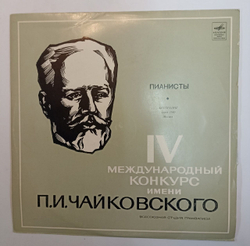 ПИАНИСТЫ
IV
МЕЖДУНАРОДНЫЙ
КОНКУРС
ИМЕНИ
П.И.ЧАЙКОВСКОГО